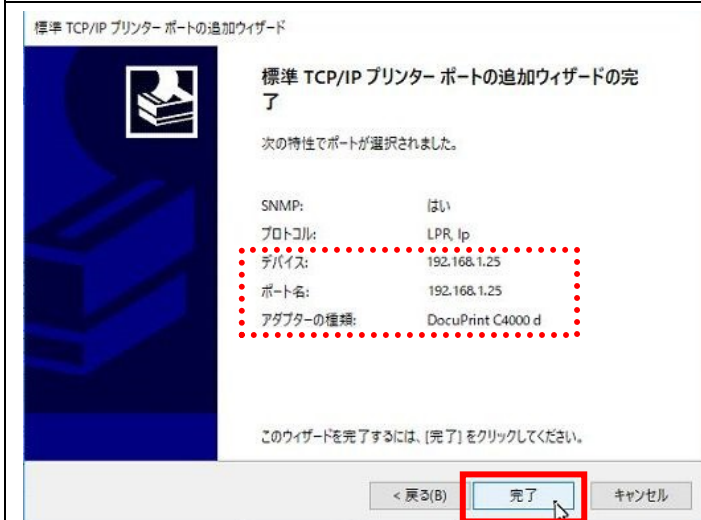 標準 TCP/IP プリンター ポートの追加ウィザード
標準 TCP/IP プリンター ポートの追加ウィザードの完
了
次の特性でポートが選択されました。
SNMP: はい
プロトコル: LPR, lp
デバイス: 192.168.1.25
ポート名: 192.168.1.25
アダプターの種類: DocuPrint C4000 d
このウィザードを完了するには、[完了] をクリックしてください。
< 戻る(B) 完了 キャンセル